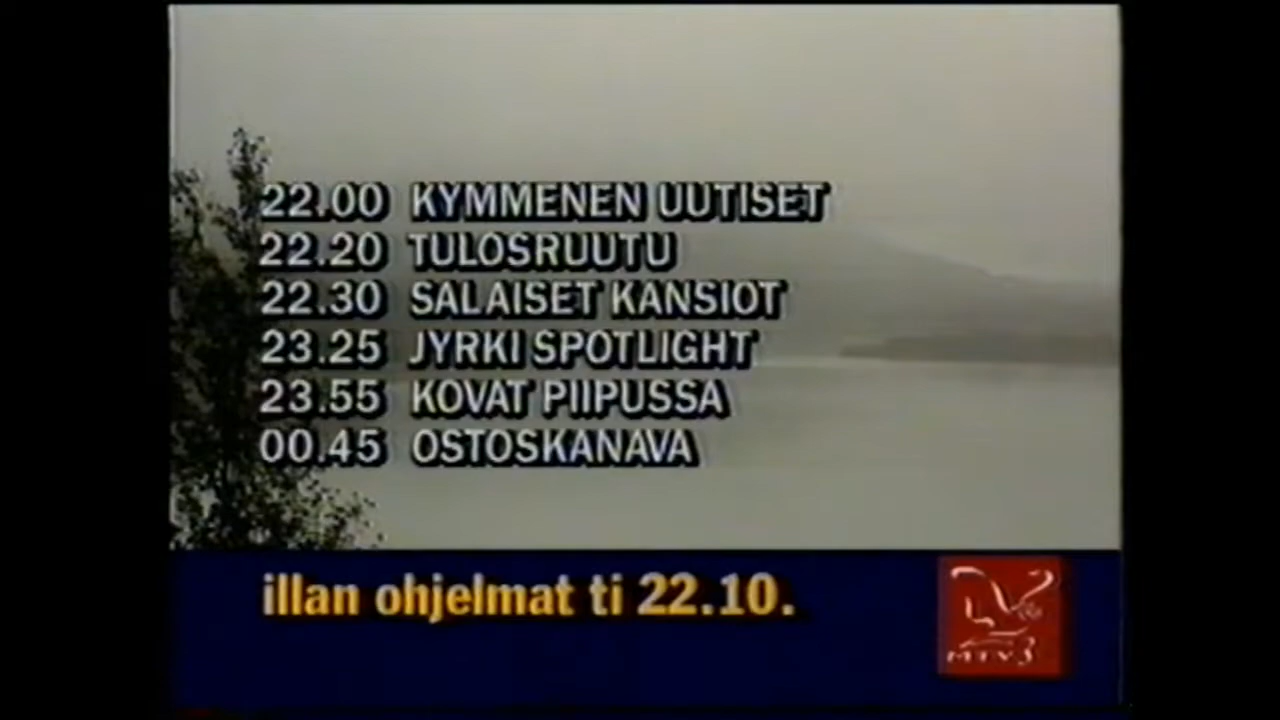 22.00 KYMMENEN UUTISET
22.20 TULOSRUUTU
22.30 SALAISET KANSIOT
23.25 JYRKI SPOTLIGHT
23.55 KOVAT PIIPUSSA
00.45 OSTOSKANAVA
illan ohjelmat ti 22.10.
MTV3